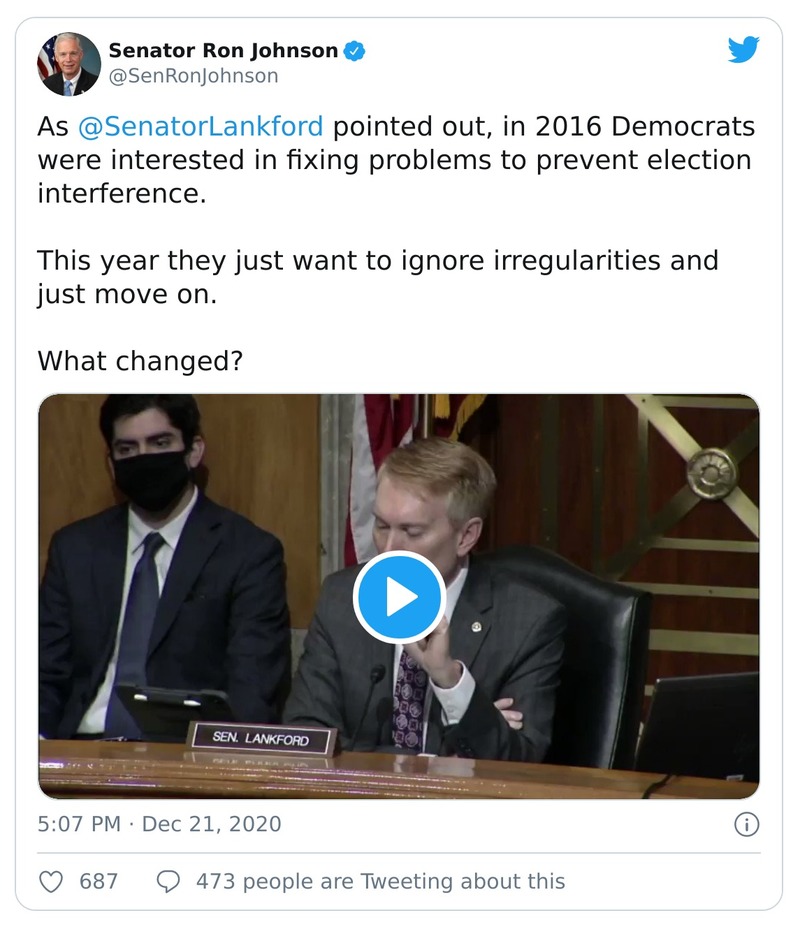 Senator Ron Johnson
@SenRonJohnson
As @SenatorLankford pointed out, in 2016 Democrats
were interested in fixing problems to prevent election
interference.
This year they just want to ignore irregularities and
just move on.
What changed?
SEN. LANKFORD
5:07 PM · Dec 21, 2020
687
473 people are Tweeting about this